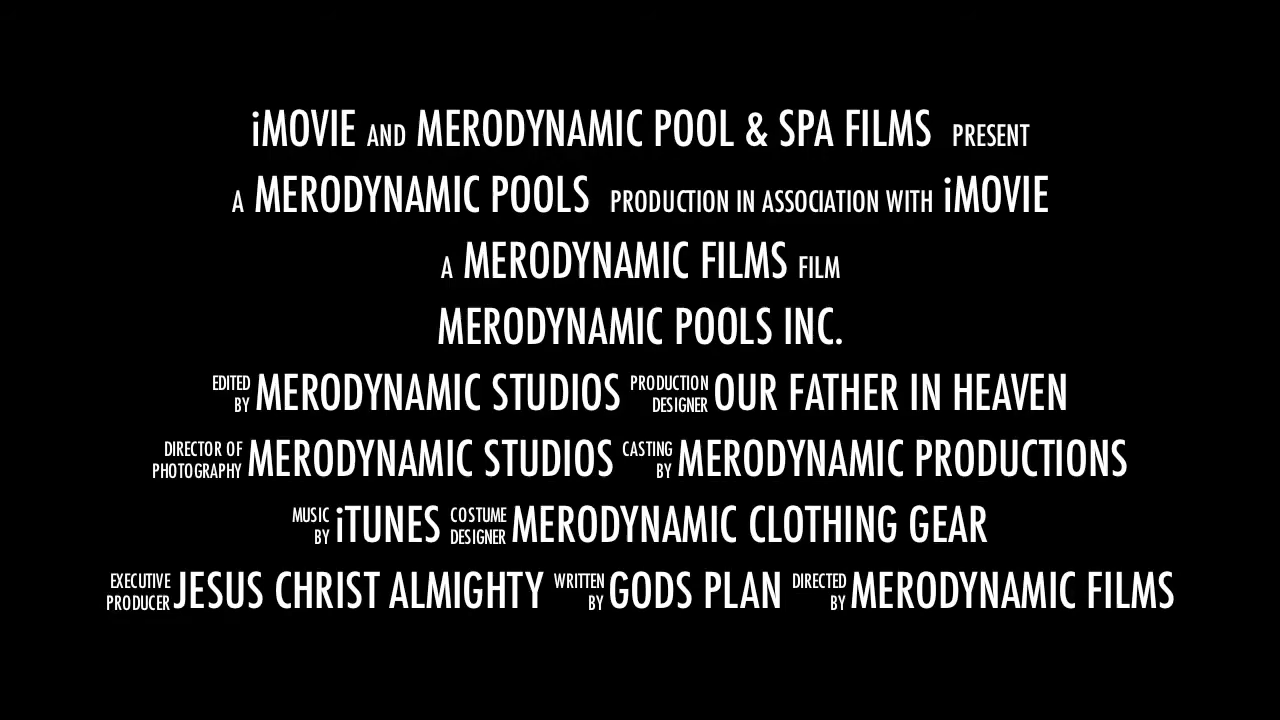 iMOVIE AND MERODYNAMIC POOL & SPA FILMS PRESENT
A MERODYNAMIC POOLS PRODUCTION IN ASSOCIATION WITH iMOVIE
A MERODYNAMIC FILMS FILM
MERODYNAMIC POOLS INC.
EDITED BY MERODYNAMIC STUDIOS PRODUCTION DESIGNER OUR FATHER IN HEAVEN
DIRECTOR OF PHOTOGRAPHY MERODYNAMIC STUDIOS CASTING BY MERODYNAMIC PRODUCTIONS
MUSIC BY iTUNES COSTUME DESIGNER MERODYNAMIC CLOTHING GEAR
EXECUTIVE PRODUCER JESUS CHRIST ALMIGHTY WRITTEN BY GODS PLAN DIRECTED BY MERODYNAMIC FILMS